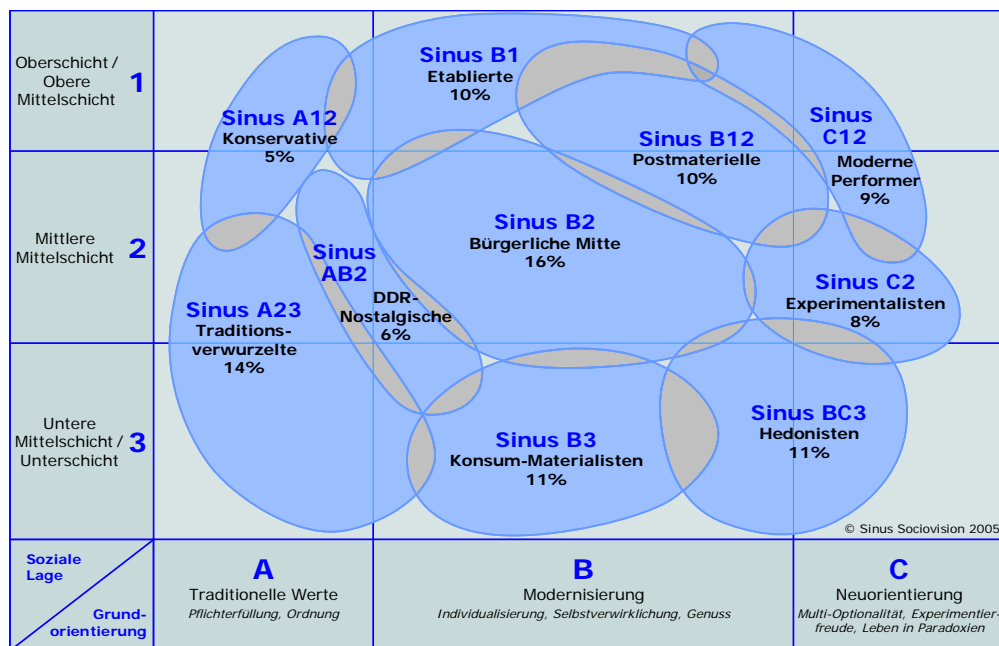 Oberschicht /
Obere
Mittelschicht
1
Sinus B1
Etablierte
10%
Sinus A12
Konservative
5%
Sinus B12
Postmaterielle
10%
Sinus
C12
Moderne
Performer
9%
Mittlere
Mittelschicht
2
Sinus
AB2
DDR-
Nostalgische
6%
Sinus B2
Bürgerliche Mitte
16%
Sinus C2
Experimentalisten
8%
Sinus A23
Traditions-
verwurzelte
14%
Untere
Mittelschicht /
Unterschicht
3
Sinus B3
Konsum-Materialisten
11%
Sinus BC3
Hedonisten
11%
© Sinus Sociovision 2005
Soziale
Lage
Grund-
orientierung
A
Traditionelle Werte
Pflichterfüllung, Ordnung
B
Modernisierung
Individualisierung, Selbstverwirklichung, Genuss
C
Neuorientierung
Multi-Optionalität, Experimentier-
freude, Leben in Paradoxien